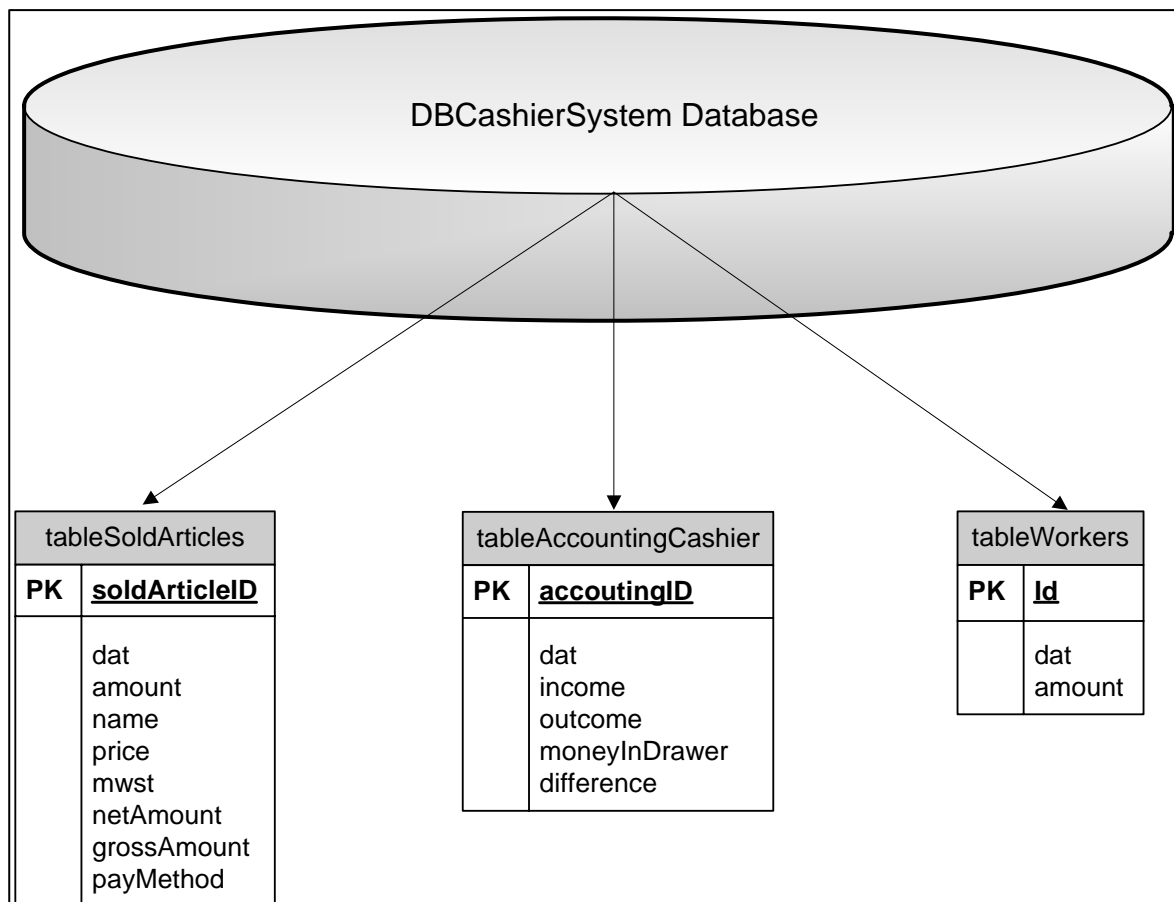 DBCashierSystem Database
tableSoldArticles
PK soldArticleID
dat
amount
name
price
mwst
netAmount
grossAmount
payMethod
tableAccountingCashier
PK accoutingID
dat
income
outcome
moneyInDrawer
difference
tableWorkers
PK Id
dat
amount